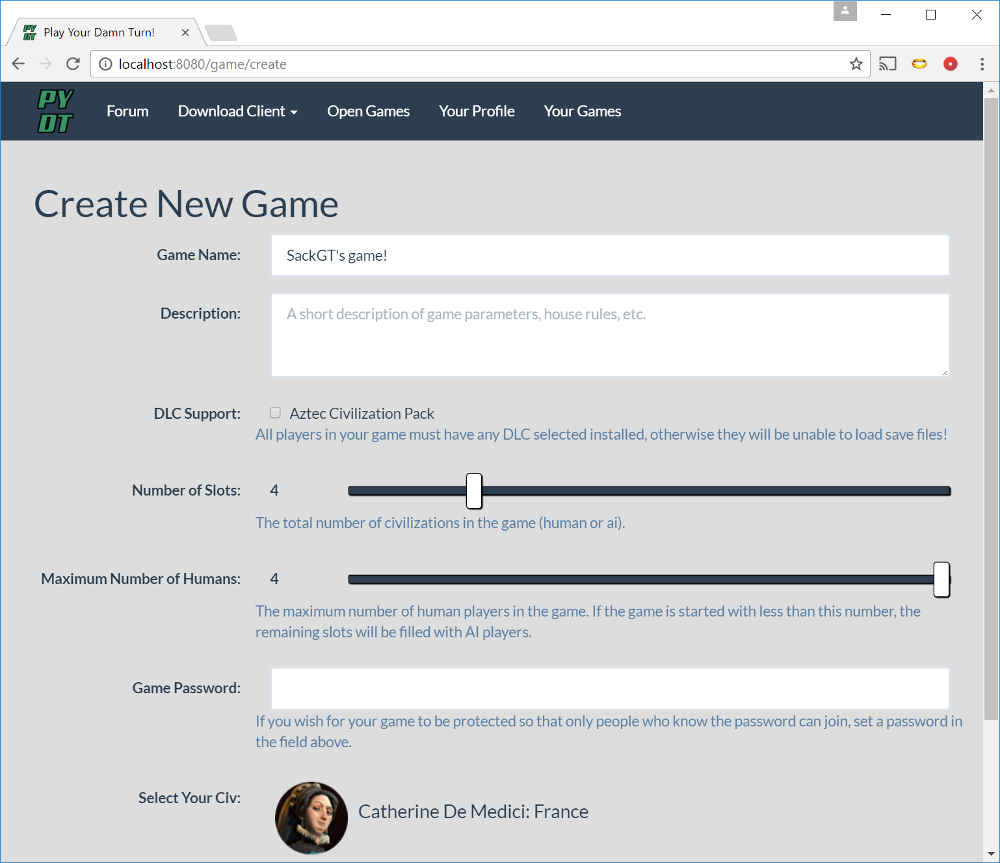 Play Your Damn Turn!
localhost:8080/game/create
PY
DT
Forum Download Client Open Games Your Profile Your Games
Create New Game
Game Name: SackGT's game!
Description: A short description of game parameters, house rules, etc.
DLC Support: Aztec Civilization Pack
All players in your game must have any DLC selected installed, otherwise they will be unable to load save files!
Number of Slots: 4
The total number of civilizations in the game (human or ai).
Maximum Number of Humans: 4
The maximum number of human players in the game. If the game is started with less than this number, the
remaining slots will be filled with AI players.
Game Password:
If you wish for your game to be protected so that only people who know the password can join, set a password in
the field above.
Select Your Civ: Catherine De Medici: France